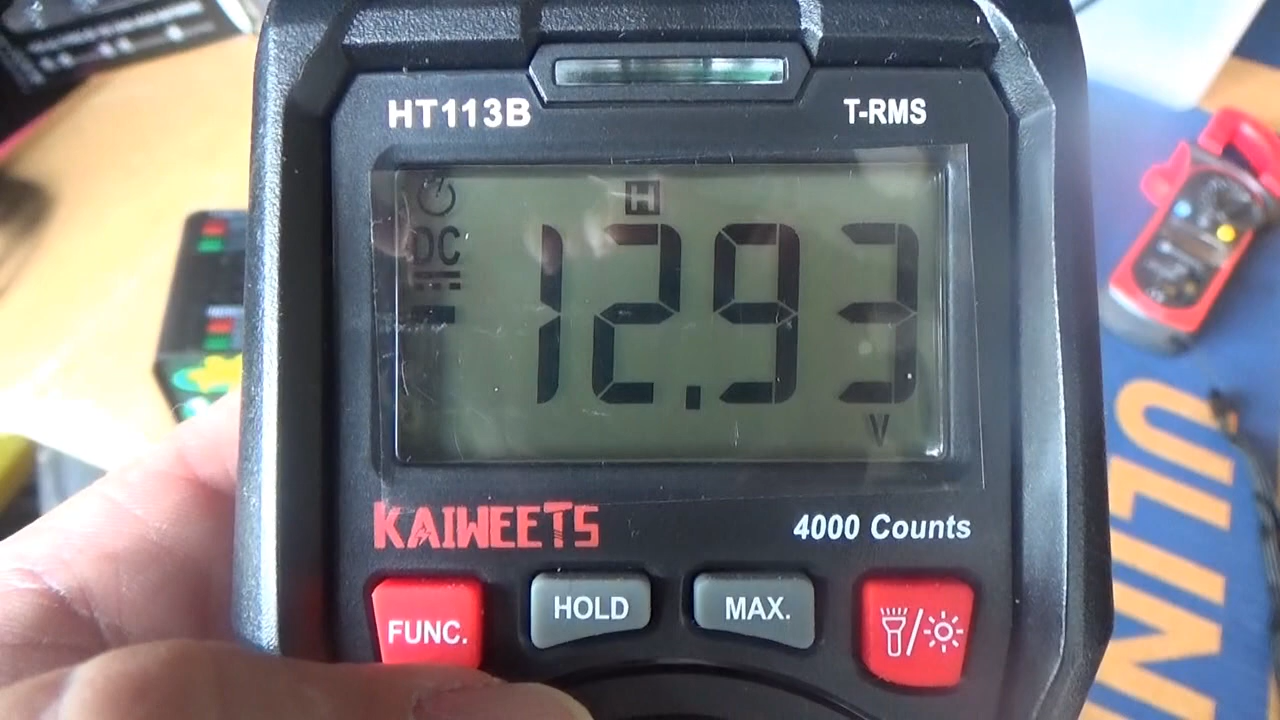 HT113B
T-RMS
H
DC
-12.93
V
KAIWEETS
4000 Counts
FUNC.
HOLD
MAX.
/